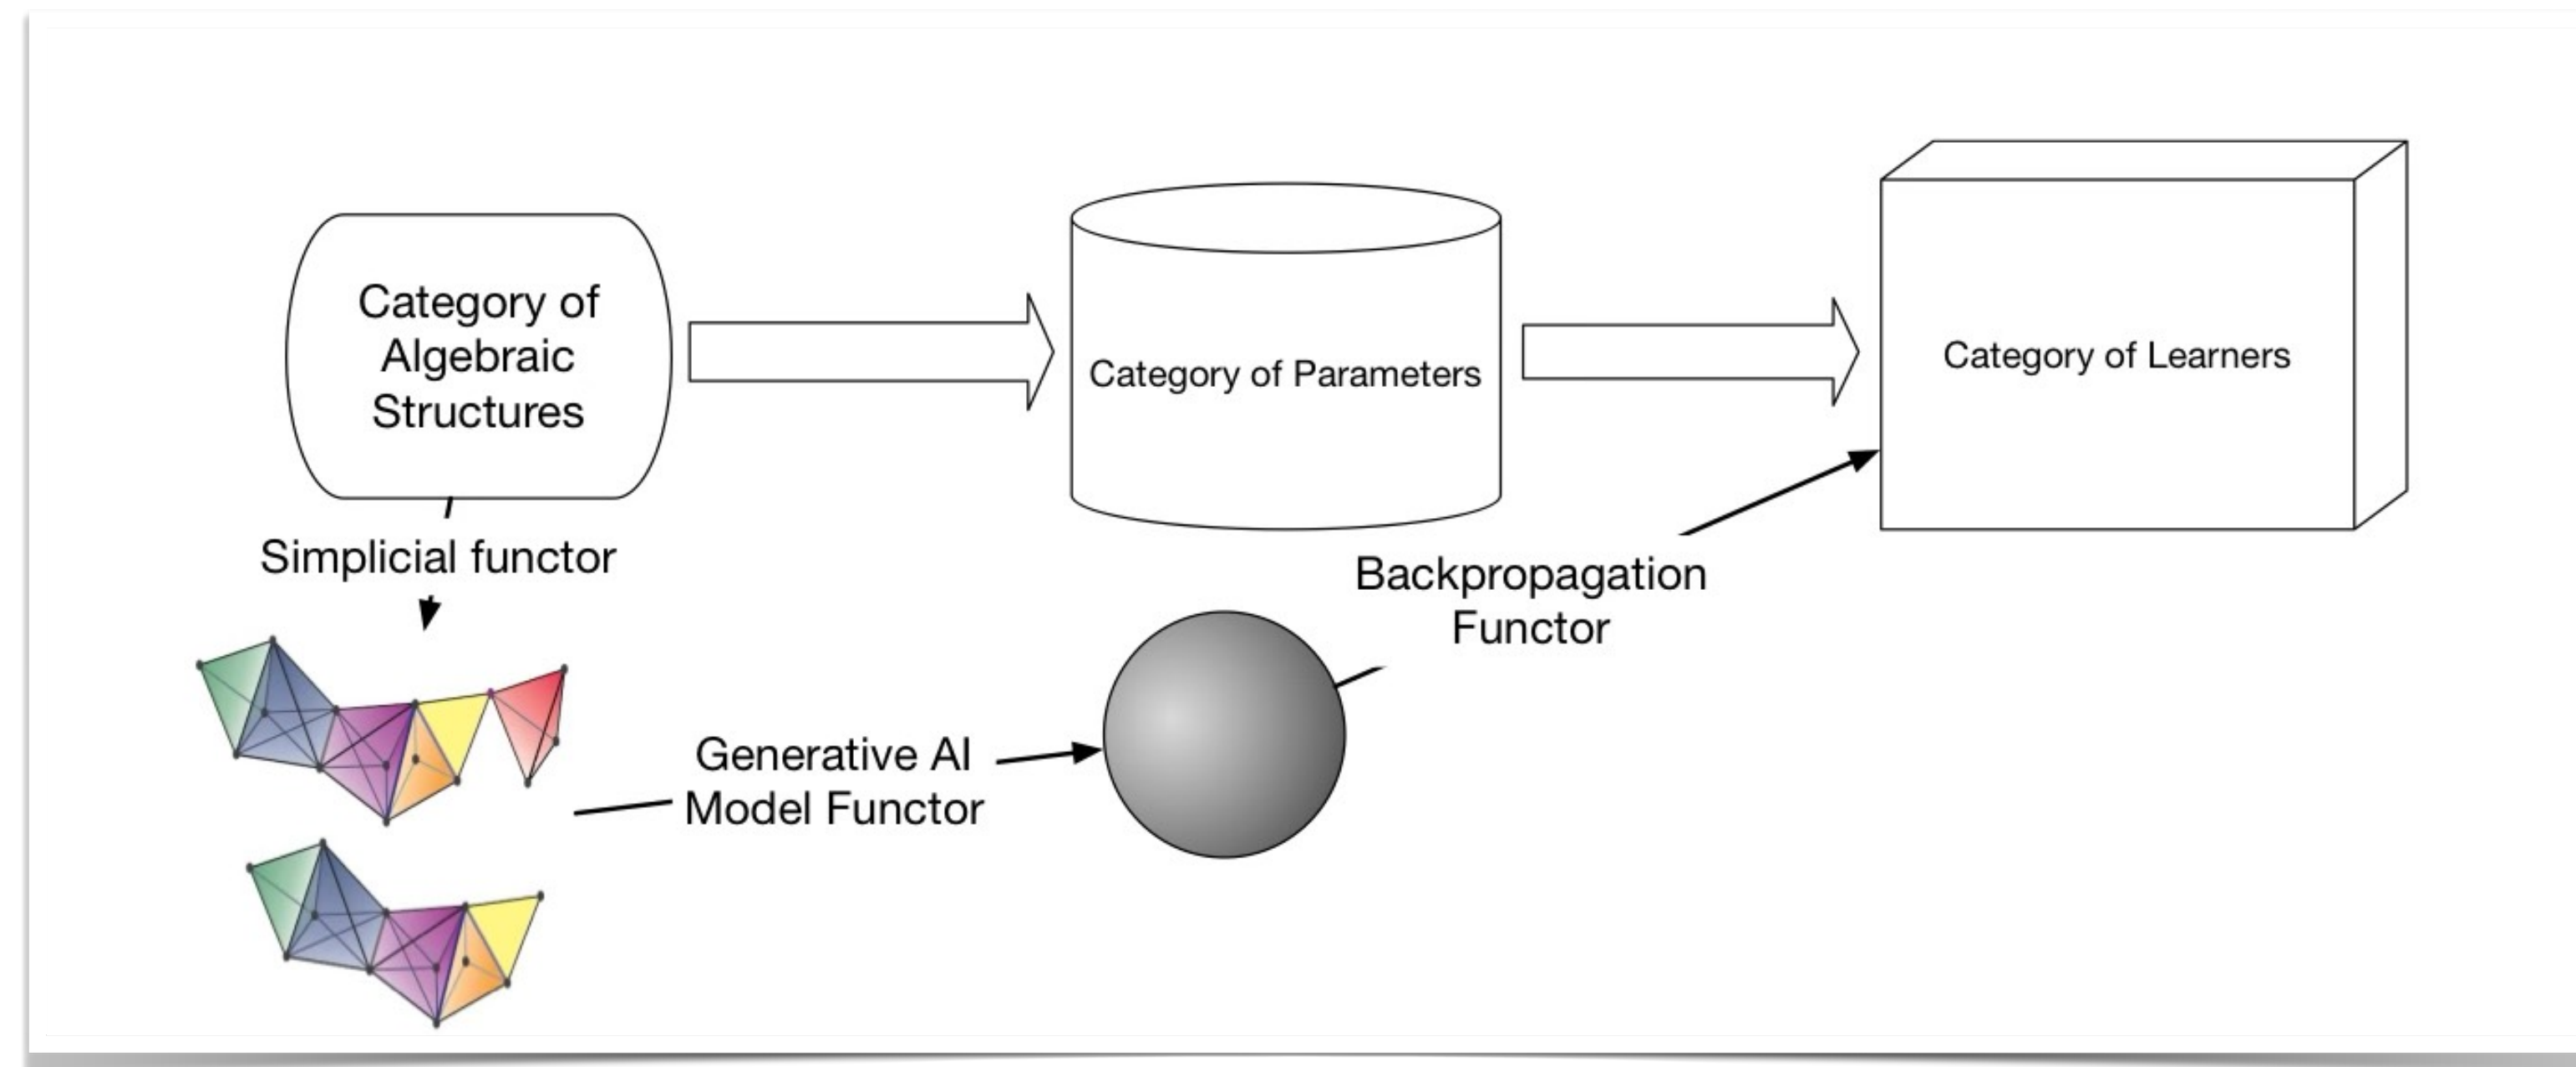 Category of
Algebraic
Structures
Category of Parameters
Category of Learners
Simplicial functor
Backpropagation
Functor
Generative AI
Model Functor